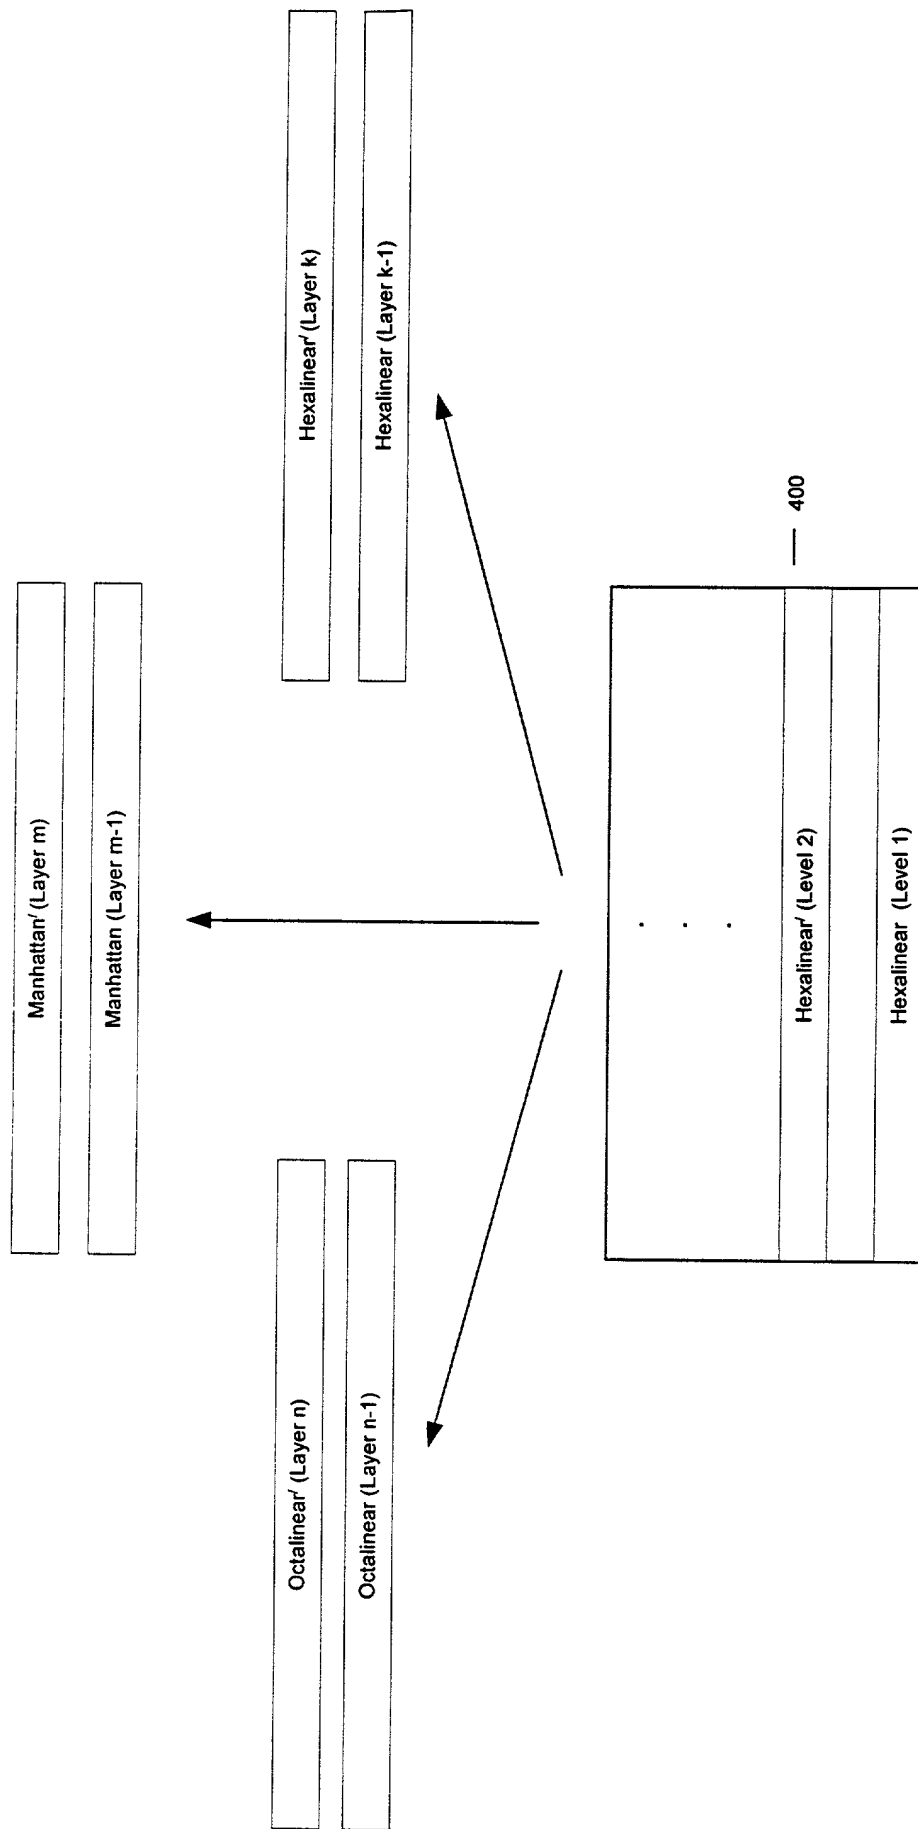 Manhattan′ (Layer m)
Manhattan (Layer m-1)
Octalinear′ (Layer n)
Octalinear (Layer n-1)
Hexalinear′ (Layer k)
Hexalinear (Layer k-1)
. . .
Hexalinear′ (Level 2)
400
Hexalinear (Level 1)